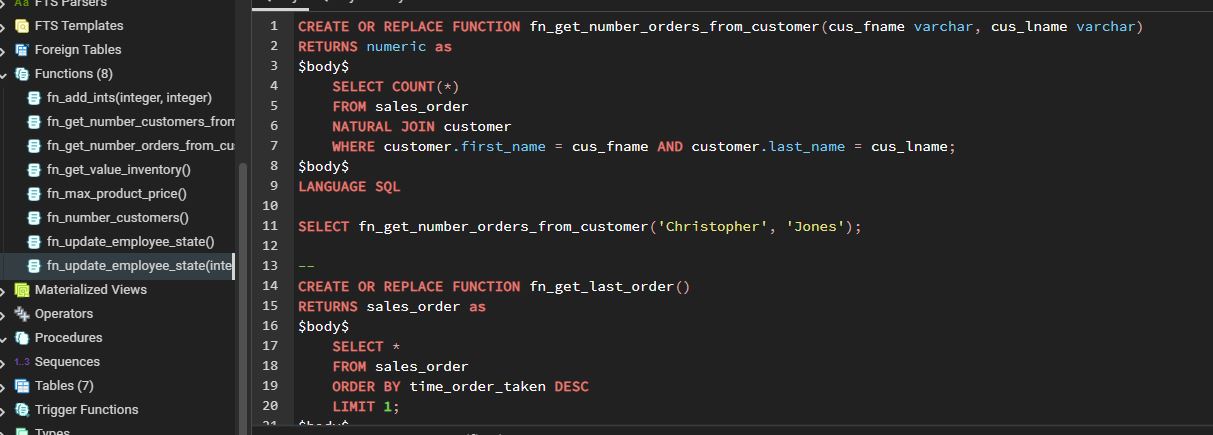 FTS Parsers
FTS Templates
Foreign Tables
Functions (8)
fn_add_ints(integer, integer)
fn_get_number_customers_from
fn_get_number_orders_from_cu
fn_get_value_inventory()
fn_max_product_price()
fn_number_customers()
fn_update_employee_state()
fn_update_employee_state(inte
Materialized Views
Operators
Procedures
1..3 Sequences
Tables (7)
Trigger Functions
Types
1 CREATE OR REPLACE FUNCTION fn_get_number_orders_from_customer(cus_fname varchar, cus_lname varchar)
2 RETURNS numeric as
3 $body$
4 SELECT COUNT(*)
5 FROM sales_order
6 NATURAL JOIN customer
7 WHERE customer.first_name = cus_fname AND customer.last_name = cus_lname;
8 $body$
9 LANGUAGE SQL
10
11 SELECT fn_get_number_orders_from_customer('Christopher', 'Jones');
12
13 --
14 CREATE OR REPLACE FUNCTION fn_get_last_order()
15 RETURNS sales_order as
16 $body$
17 SELECT *
18 FROM sales_order
19 ORDER BY time_order_taken DESC
20 LIMIT 1;
21 $body$